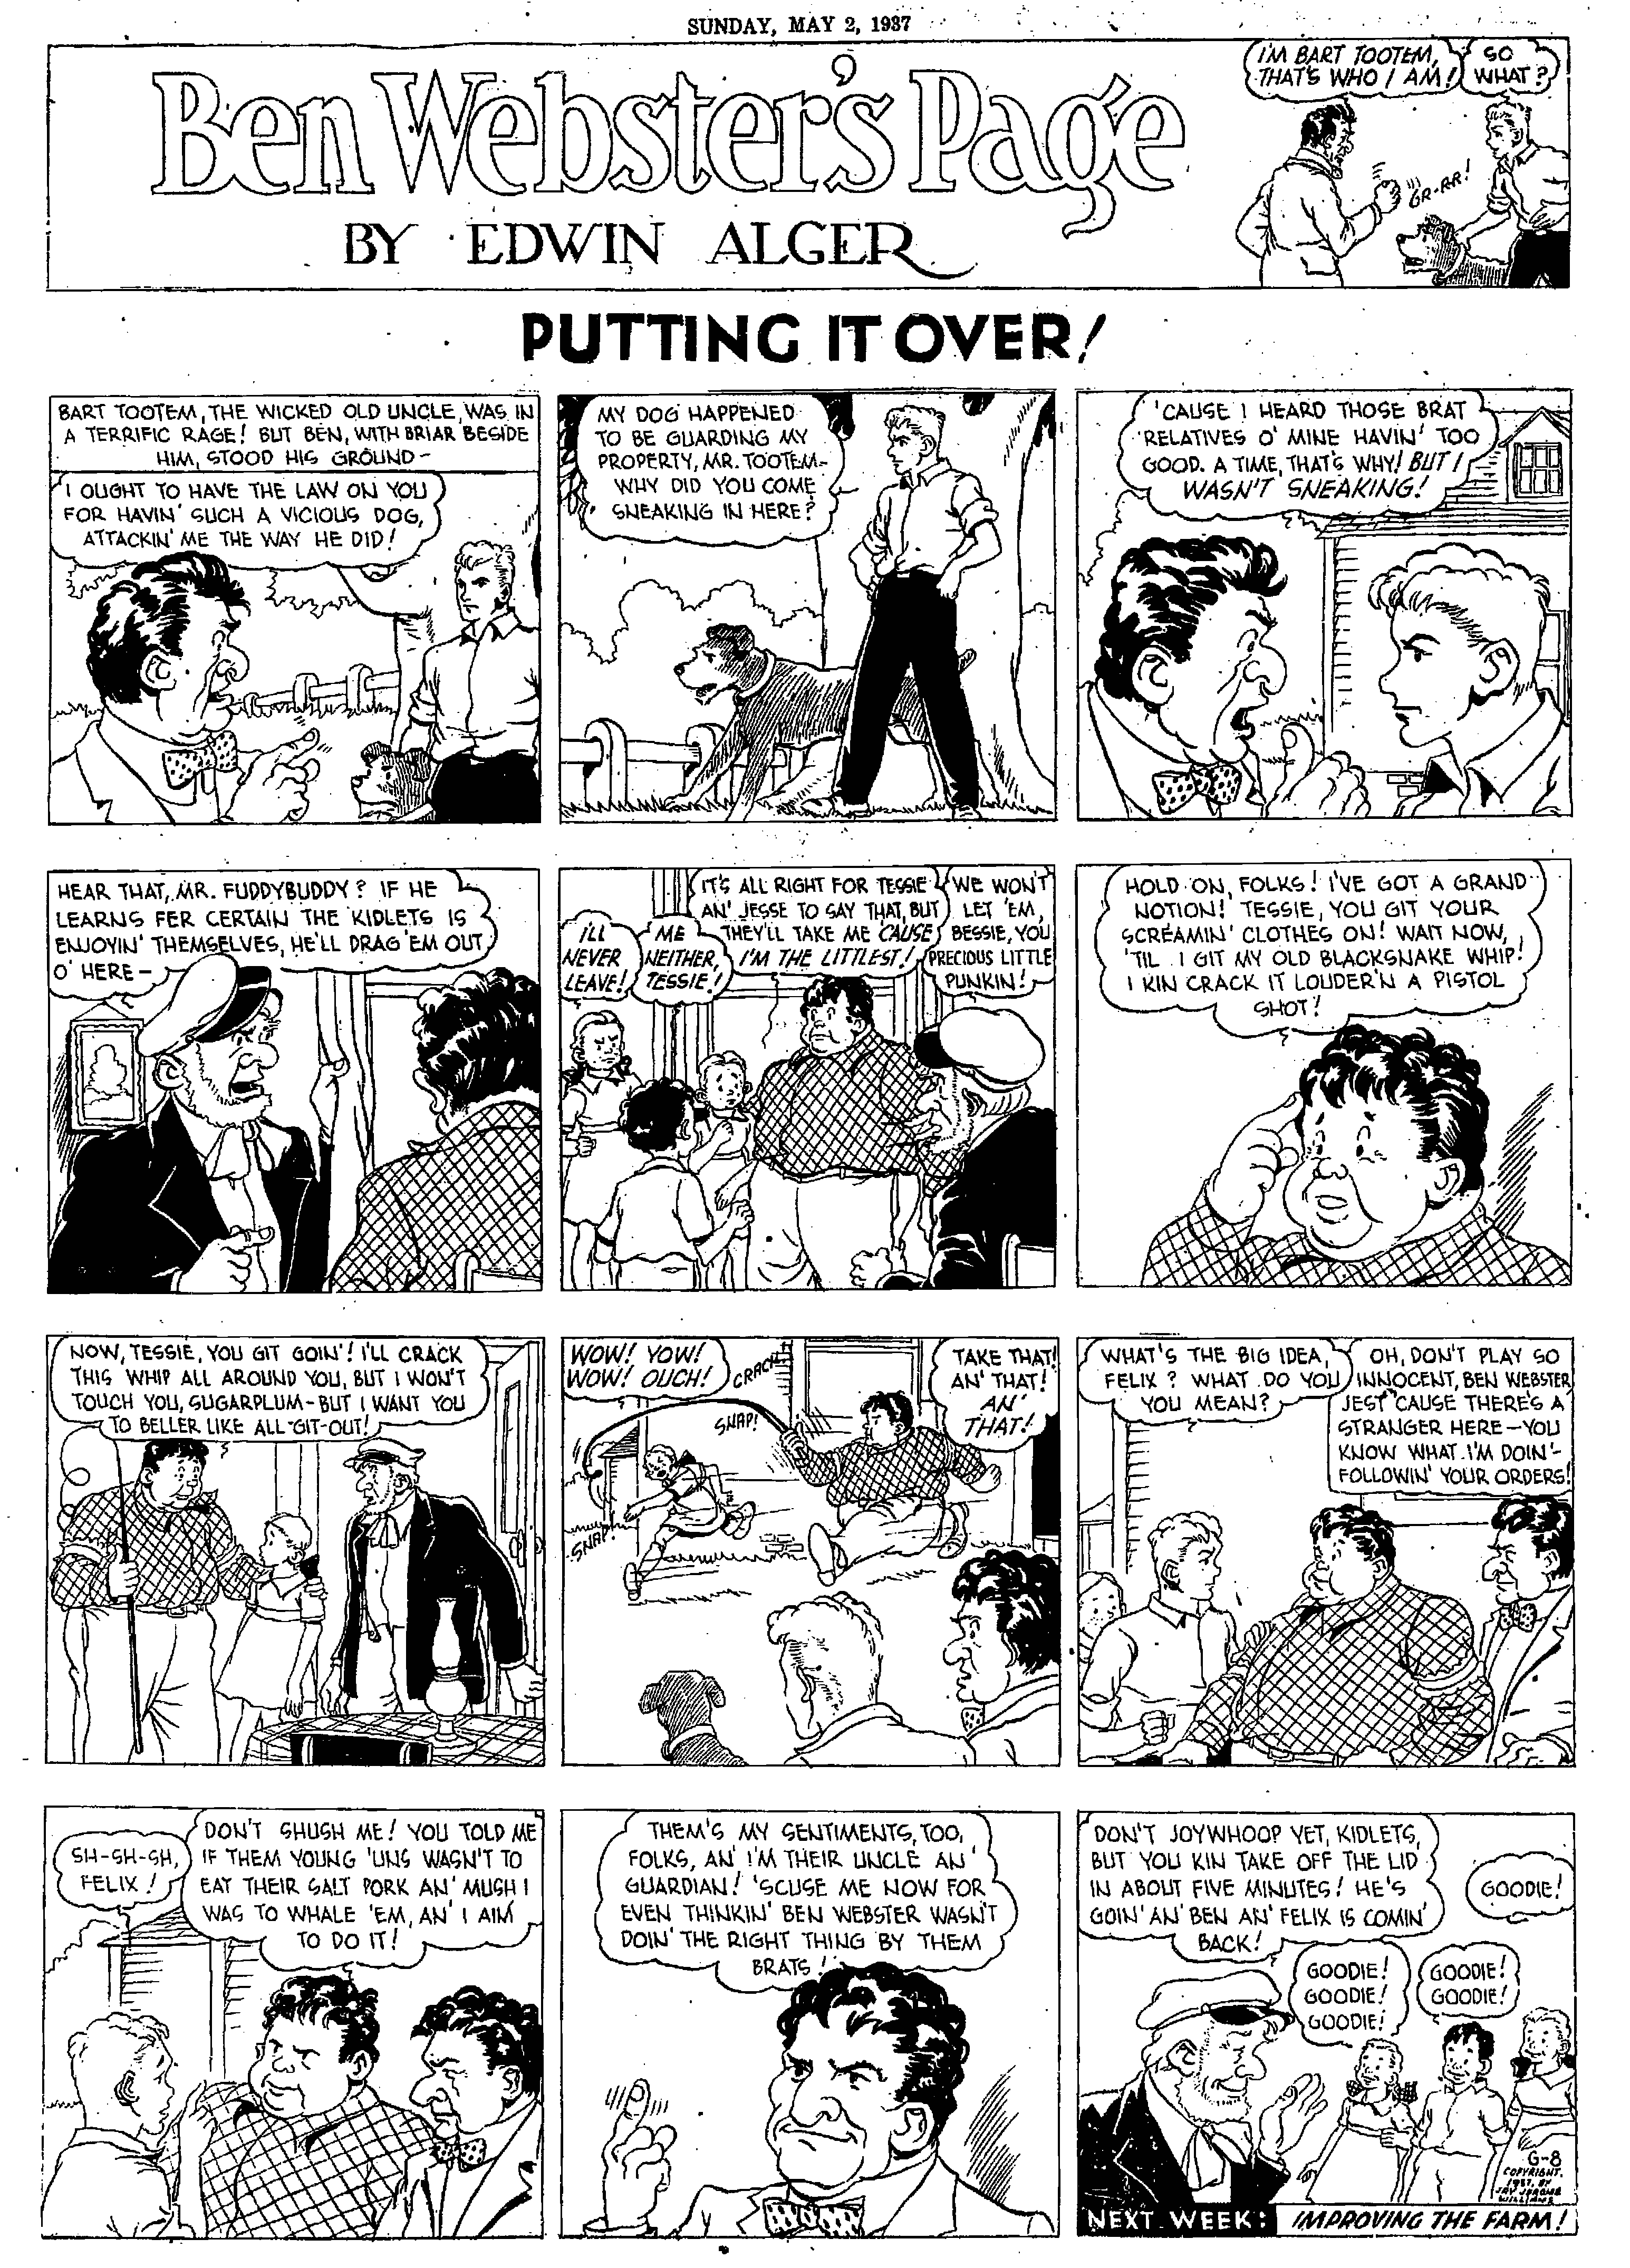 SUNDAY, MAY 2, 1937
Ben Webster's Page
BY EDWIN ALGER
I'M BART TOOTEM,
THAT'S WHO I AM!
SO
WHAT?
GR-RR!
PUTTING IT OVER!
BART TOOTEM, THE WICKED OLD UNCLE, WAS IN
A TERRIFIC RAGE! BUT BEN, WITH BRIAR BESIDE
HIM, STOOD HIS GROUND-
I OUGHT TO HAVE THE LAW ON YOU
FOR HAVIN' SUCH A VICIOUS DOG,
ATTACKIN' ME THE WAY HE DID!
MY DOG HAPPENED
TO BE GUARDING MY
PROPERTY, MR. TOOTEM-
WHY DID YOU COME
SNEAKING IN HERE?
'CAUSE I HEARD THOSE BRAT
RELATIVES O' MINE HAVIN' TOO
GOOD. A TIME, THAT'S WHY! BUT I
WASN'T SNEAKING!
HEAR THAT, MR. FUDDYBUDDY? IF HE
LEARNS FER CERTAIN THE KIDLETS IS
ENJOYIN' THEMSELVES, HE'LL DRAG 'EM OUT
O' HERE-
I'LL
NEVER
LEAVE!
ME
NEITHER,
TESSIE!
IT'S ALL RIGHT FOR TESSIE
AN' JESSE TO SAY THAT, BUT
THEY'LL TAKE ME CAUSE
I'M THE LITTLEST!
WE WON'T
LET 'EM,
BESSIE, YOU
PRECIOUS LITTLE
PUNKIN!
HOLD ON, FOLKS! I'VE GOT A GRAND
NOTION! TESSIE, YOU GIT YOUR
SCREAMIN' CLOTHES ON! WAIT NOW,
'TIL I GIT MY OLD BLACKSNAKE WHIP!
I KIN CRACK IT LOUDER'N A PISTOL
SHOT!
NOW, TESSIE, YOU GIT GOIN'! I'LL CRACK
THIS WHIP ALL AROUND YOU, BUT I WON'T
TOUCH YOU, SUGARPLUM-BUT I WANT YOU
TO BELLER LIKE ALL-GIT-OUT!
WOW! YOW!
WOW! OUCH!
CRACK!
SNAP!
SNAP!
TAKE THAT!
AN' THAT!
AN'
THAT!
WHAT'S THE BIG IDEA,
FELIX? WHAT DO YOU
YOU MEAN?
OH, DON'T PLAY SO
INNOCENT, BEN WEBSTER
JEST 'CAUSE THERE'S A
STRANGER HERE-YOU
KNOW WHAT I'M DOIN'-
FOLLOWIN' YOUR ORDERS!
SH-SH-SH,
FELIX!
DON'T SHUSH ME! YOU TOLD ME
IF THEM YOUNG 'UNS WASN'T TO
EAT THEIR SALT PORK AN' MUSH I
WAS TO WHALE 'EM, AN' I AIM
TO DO IT!
THEM'S MY SENTIMENTS, TOO,
FOLKS, AN' I'M THEIR UNCLE AN'
GUARDIAN! 'SCUSE ME NOW FOR
EVEN THINKIN' BEN WEBSTER WASN'T
DOIN' THE RIGHT THING BY THEM
BRATS!
DON'T JOYWHOOP YET, KIDLETS,
BUT YOU KIN TAKE OFF THE LID
IN ABOUT FIVE MINUTES! HE'S
GOIN' AN' BEN AN' FELIX IS COMIN'
BACK!
GOODIE!
GOODIE!
GOODIE!
GOODIE!
GOODIE!
GOODIE!
G-8
COPYRIGHT,
1937, BY
JAY JEROME
WILLIAMS
NEXT WEEK: IMPROVING THE FARM!